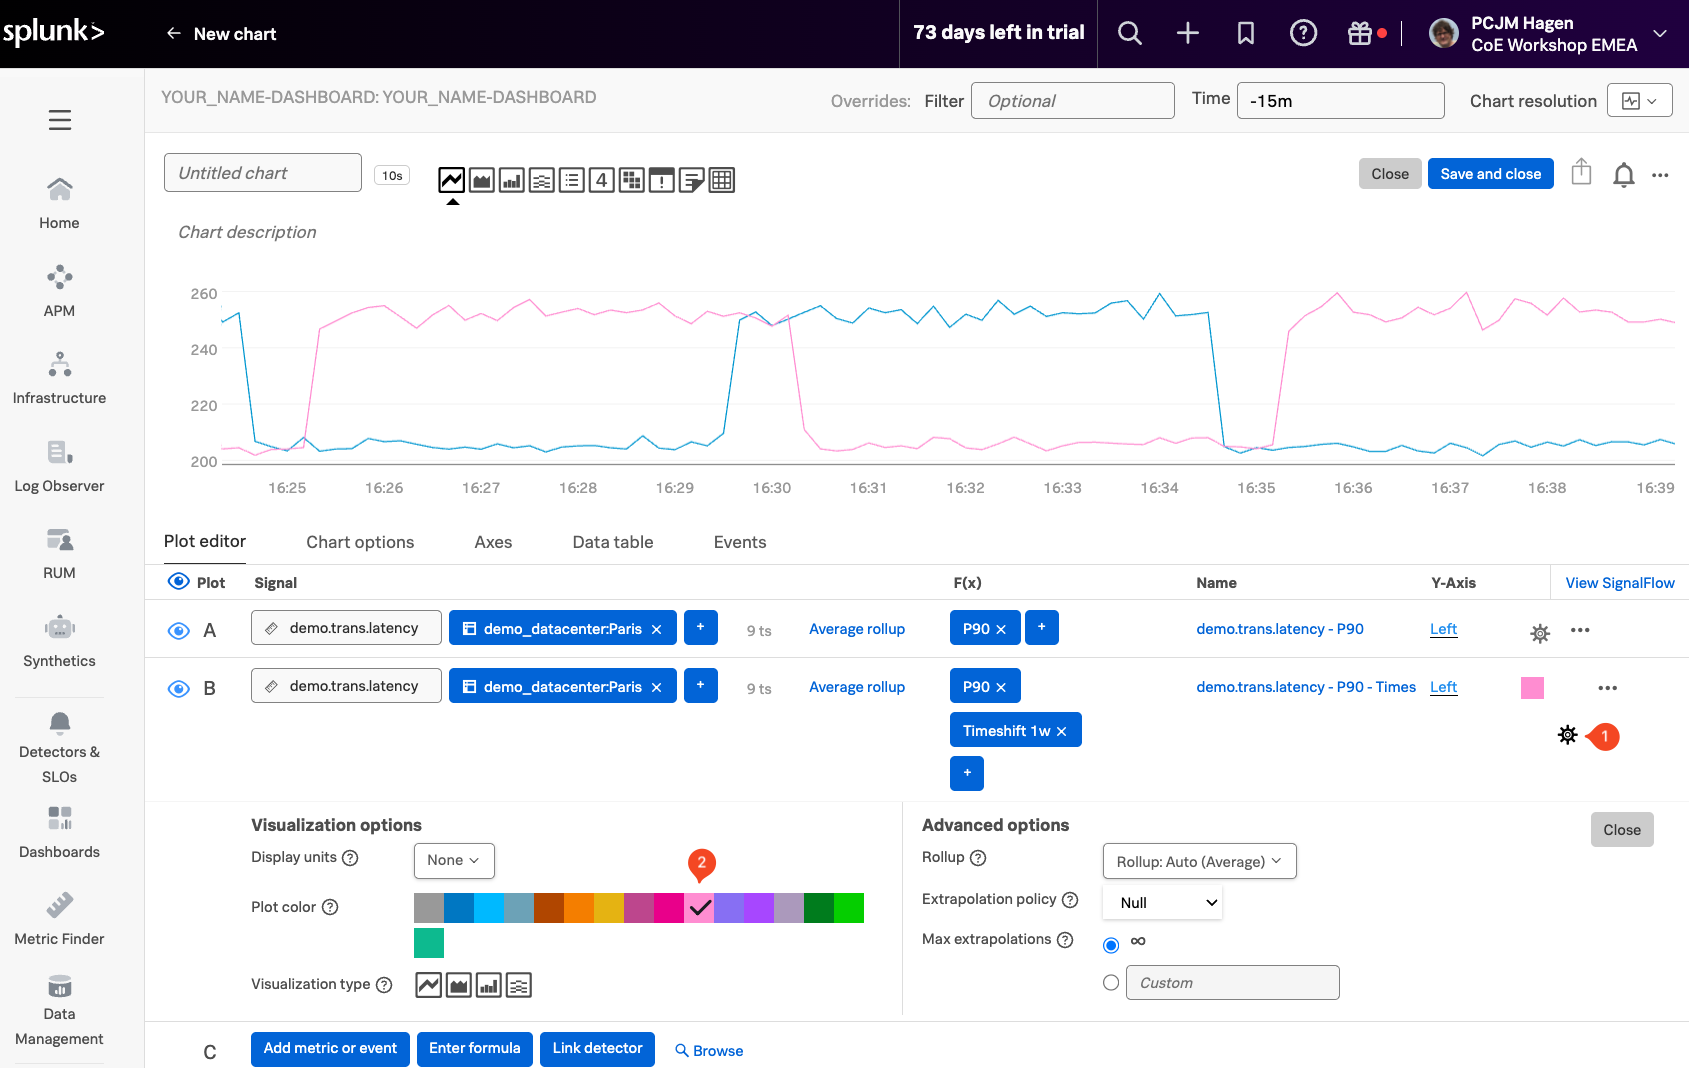 splunk>
New chart
73 days left in trial
PCJM Hagen
CoE Workshop EMEA
YOUR_NAME-DASHBOARD: YOUR_NAME-DASHBOARD
Overrides: Filter Optional Time -15m Chart resolution
Untitled chart 10s 4 Close Save and close
Chart description
260
240
220
200
16:25 16:26 16:27 16:28 16:29 16:30 16:31 16:32 16:33 16:34 16:35 16:36 16:37 16:38 16:39
Home
APM
Infrastructure
Log Observer
RUM
Synthetics
Detectors &
SLOs
Dashboards
Metric Finder
Data
Management
Plot editor Chart options Axes Data table Events
Plot Signal F(x) Name Y-Axis View SignalFlow
A demo.trans.latency demo_datacenter:Paris × + 9 ts Average rollup P90 × + demo.trans.latency - P90 Left
B demo.trans.latency demo_datacenter:Paris × + 9 ts Average rollup P90 × demo.trans.latency - P90 - Times Left
Timeshift 1w × 1
+
Visualization options
Display units ? None
2
Plot color ?
Visualization type ?
Advanced options Close
Rollup ? Rollup: Auto (Average)
Extrapolation policy ? Null
Max extrapolations ? ∞
Custom
C Add metric or event Enter formula Link detector Browse